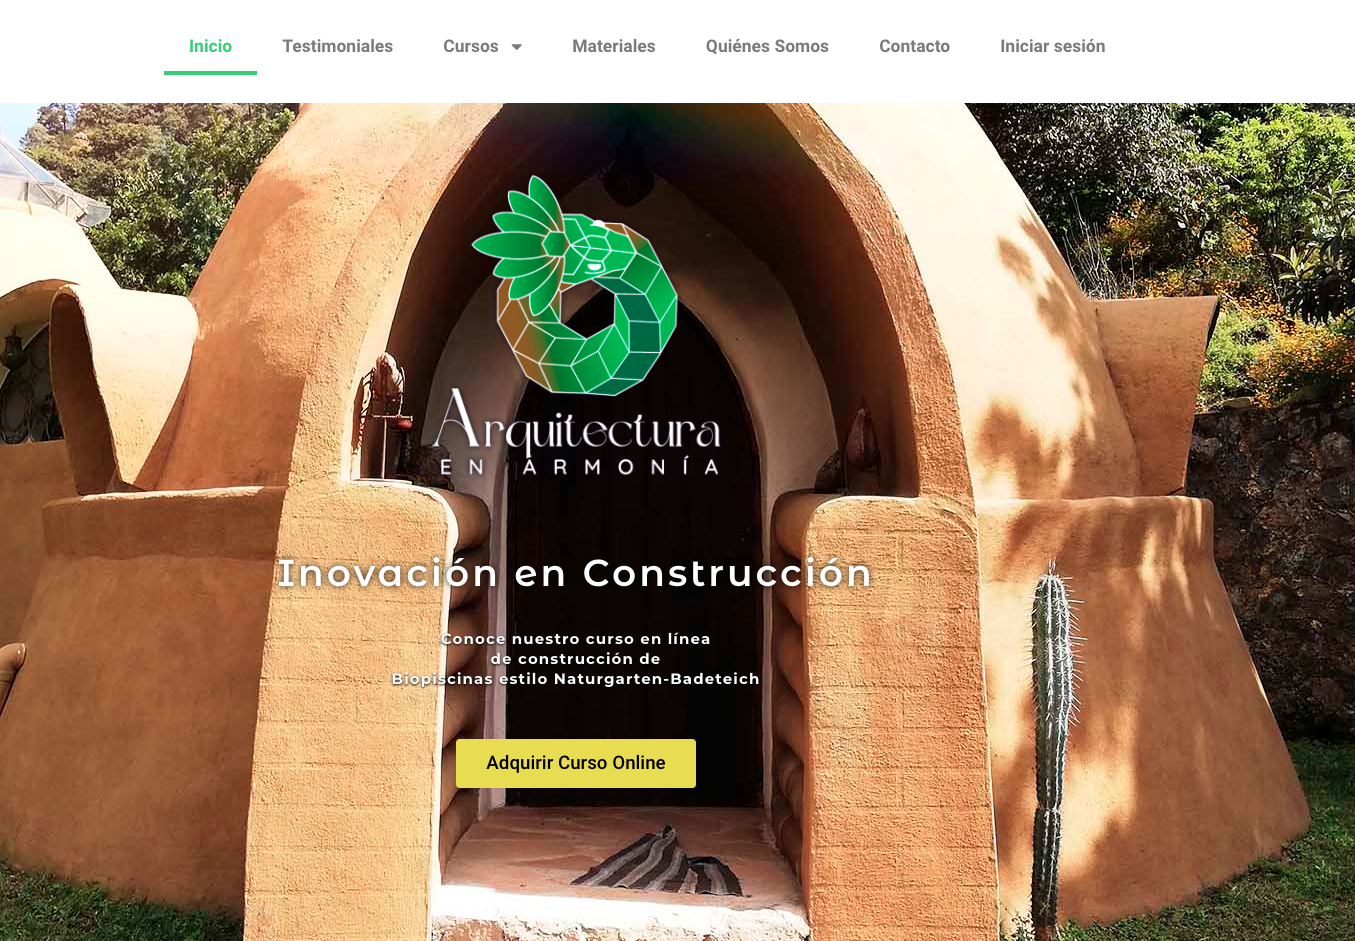 Inicio
Testimoniales
Cursos
Materiales
Quiénes Somos
Contacto
Iniciar sesión
Arquitectura
EN ARMONÍA
Inovación en Construcción
Conoce nuestro curso en línea
de construcción de
Biopiscinas estilo Naturgarten-Badeteich
Adquirir Curso Online